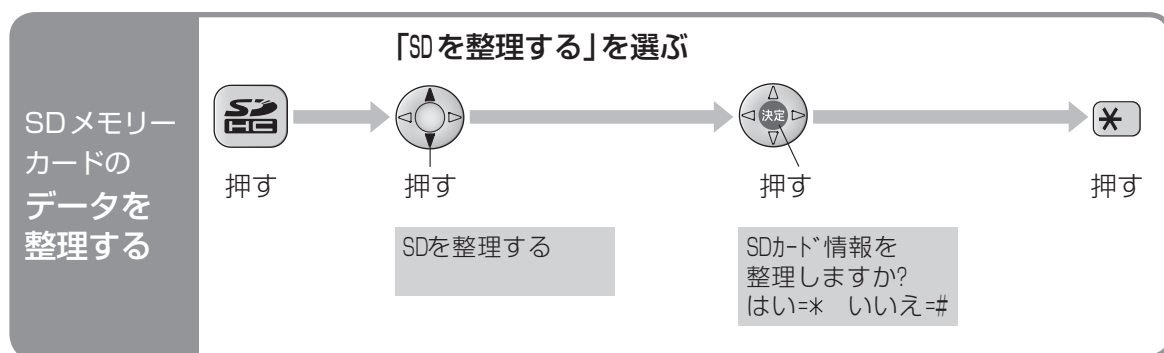 SDメモリー
カードの
データを
整理する
「SDを整理する」を選ぶ
SD HC
決定
*
押す 押す 押す 押す
SDを整理する
SDｶｰﾄﾞ情報を
整理しますか?
はい=* いいえ=#